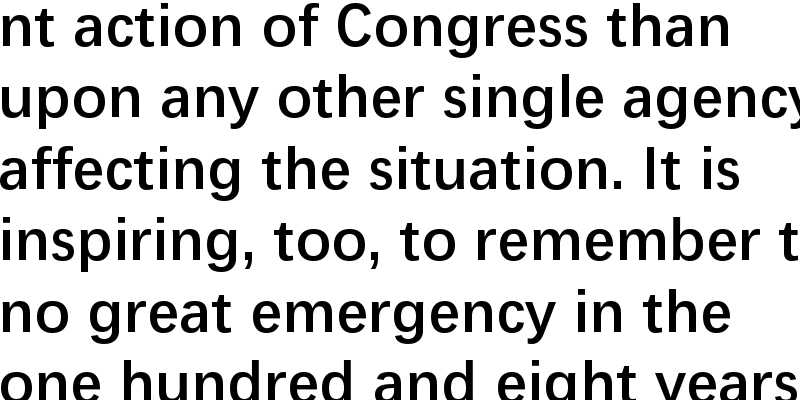 nt action of Congress than
upon any other single agency
affecting the situation. It is
inspiring, too, to remember t
no great emergency in the
one hundred and eight years